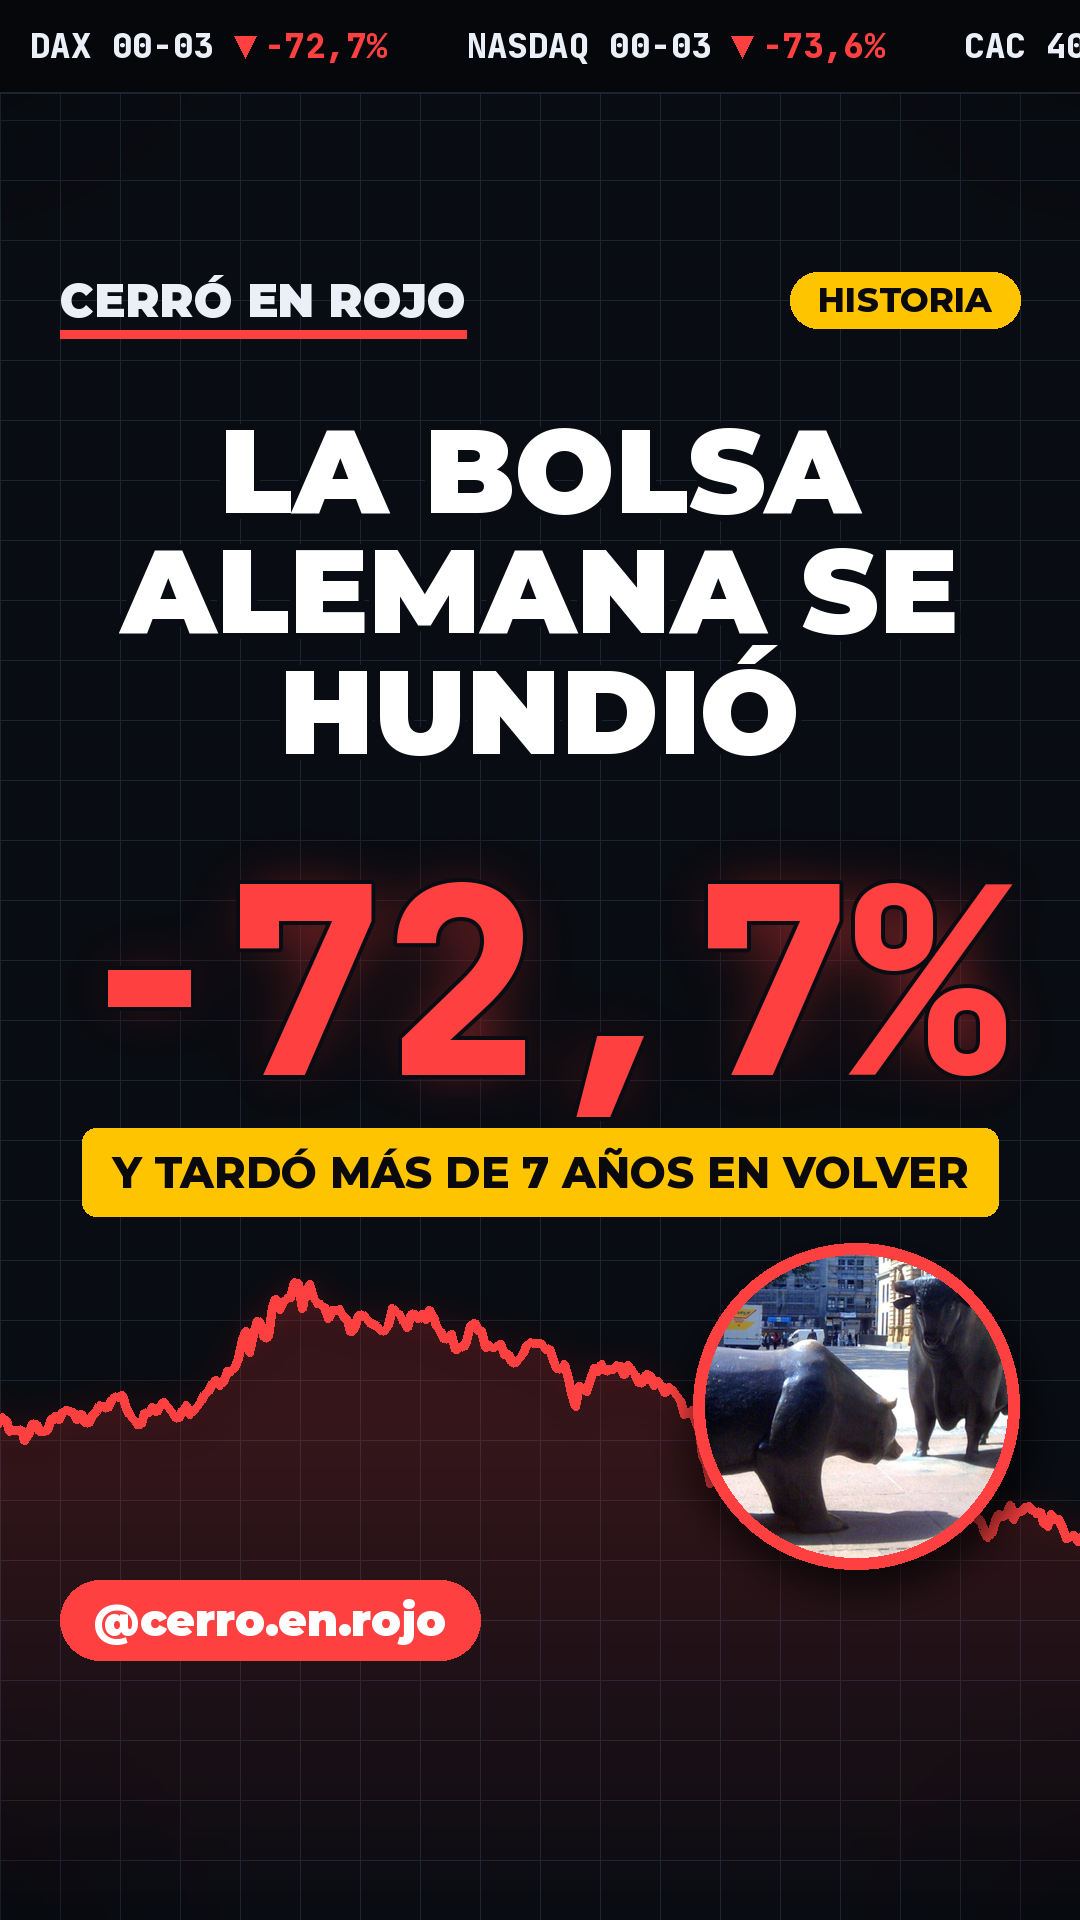 DAX 00-03 ▼ -72,7% NASDAQ 00-03 ▼ -73,6% CAC 40
CERRÓ EN ROJO
HISTORIA
LA BOLSA
ALEMANA SE
HUNDIÓ
-72,7%
Y TARDÓ MÁS DE 7 AÑOS EN VOLVER
@cerro.en.rojo